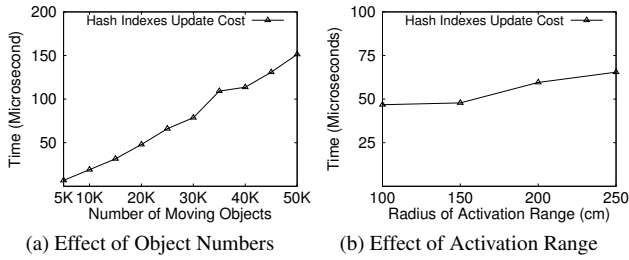 Hash Indexes Update Cost
Time (Microsecond)
200
150
100
50
5K 10K 20K 30K 40K 50K
Number of Moving Objects
(a) Effect of Object Numbers
Hash Indexes Update Cost
Time (Microseconds)
100
75
50
25
100 150 200 250
Radius of Activation Range (cm)
(b) Effect of Activation Range